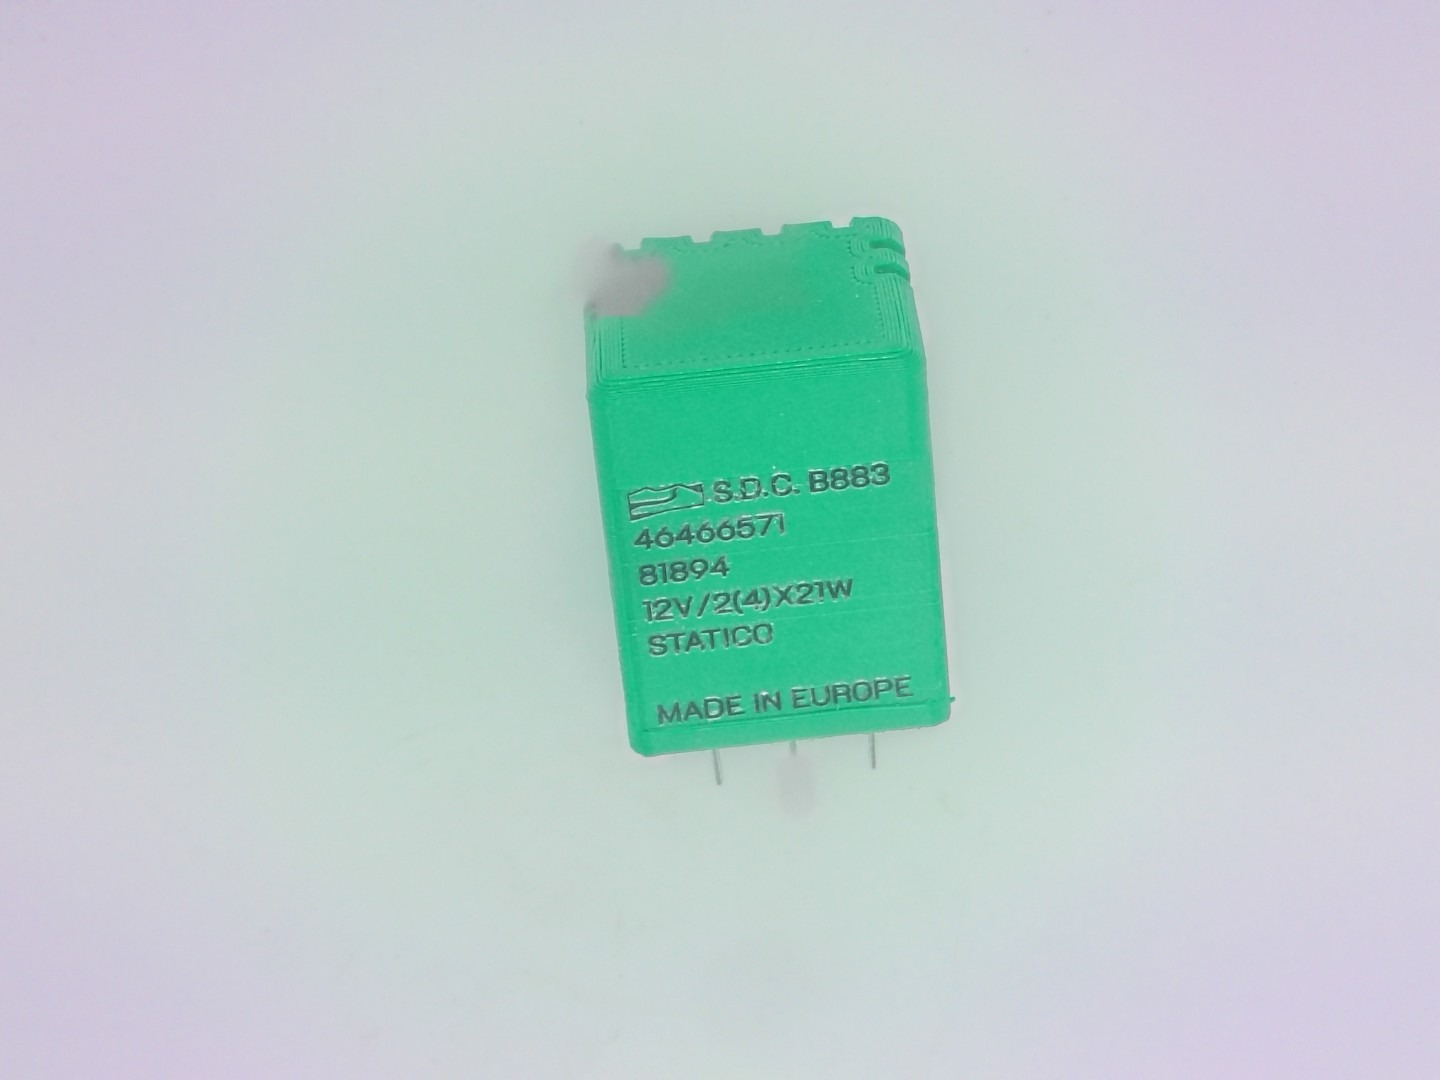 S.D.C. B883
46466571
81894
12V/2(4)X21W
STATICO
MADE IN EUROPE